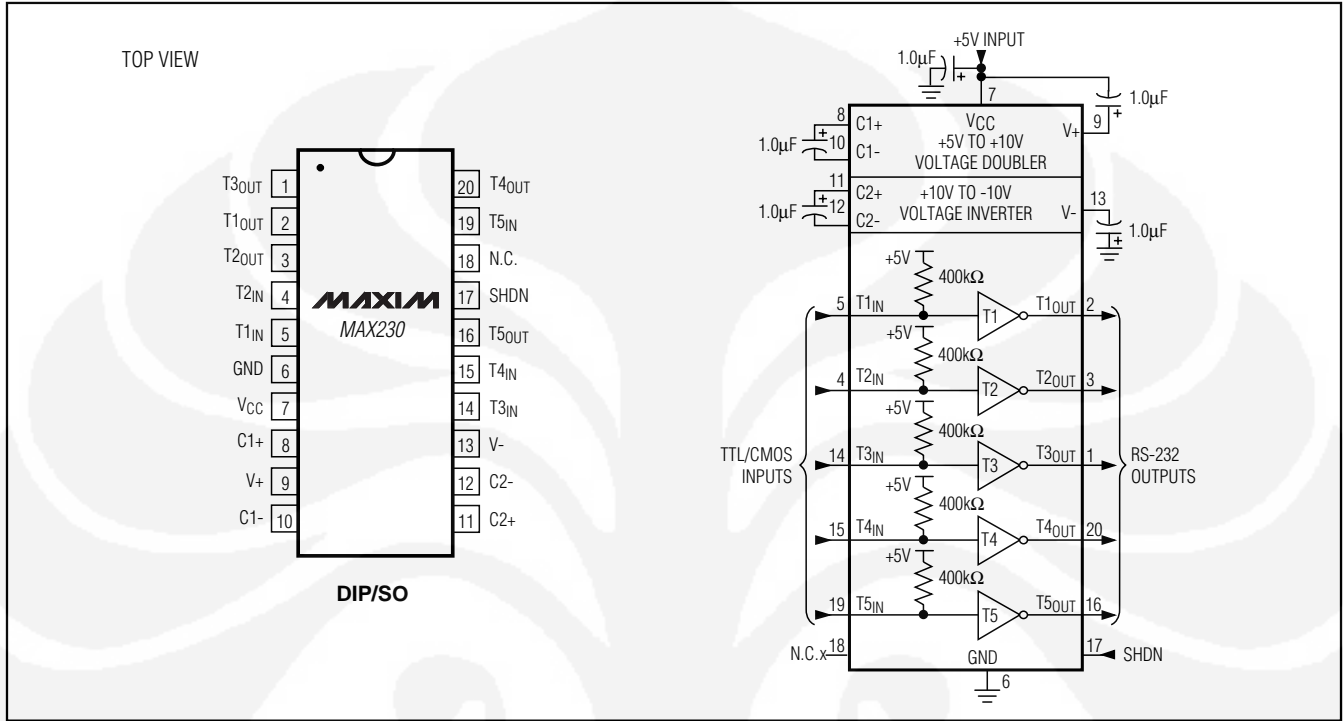 TOP VIEW
T3OUT 1
T1OUT 2
T2OUT 3
T2IN 4
T1IN 5
GND 6
VCC 7
C1+ 8
V+ 9
C1- 10
20 T4OUT
19 T5IN
18 N.C.
17 SHDN
16 T5OUT
15 T4IN
14 T3IN
13 V-
12 C2-
11 C2+
MAXIM
MAX230
DIP/SO
+5V INPUT
1.0µF
+
7
1.0µF
+
8 C1+
1.0µF
+
10 C1-
VCC
+5V TO +10V
VOLTAGE DOUBLER
V+ 9
11 C2+
1.0µF
+
12 C2-
+10V TO -10V
VOLTAGE INVERTER
V- 13
1.0µF
+
+5V
400kΩ
5 T1IN T1 T1OUT 2
+5V
400kΩ
4 T2IN T2 T2OUT 3
+5V
400kΩ
14 T3IN T3 T3OUT 1
TTL/CMOS
INPUTS
RS-232
OUTPUTS
+5V
400kΩ
15 T4IN T4 T4OUT 20
+5V
400kΩ
19 T5IN T5 T5OUT 16
N.C.x 18
GND
17 SHDN
6